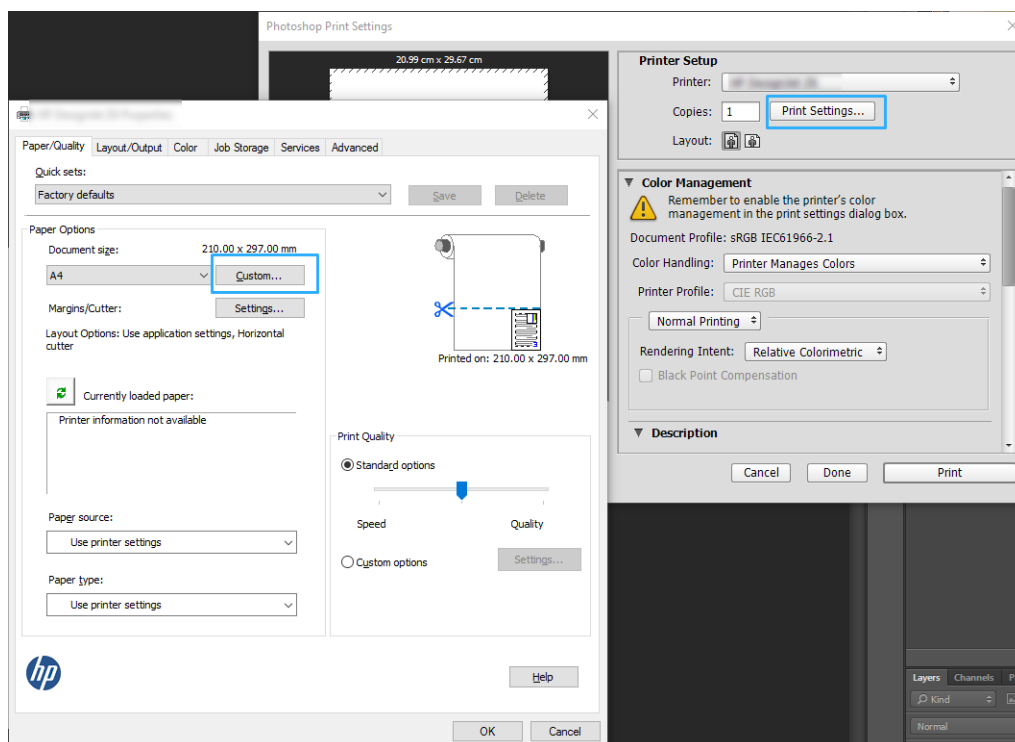 Photoshop Print Settings
20.99 cm x 29.67 cm
Printer Setup
Printer:
Copies: 1 Print Settings...
Layout:
Color Management
Remember to enable the printer's color
management in the print settings dialog box.
Document Profile: sRGB IEC61966-2.1
Color Handling: Printer Manages Colors
Printer Profile: CIE RGB
Normal Printing
Rendering Intent: Relative Colorimetric
Black Point Compensation
Description
Cancel Done Print
Paper/Quality Layout/Output Color Job Storage Services Advanced
Quick sets:
Factory defaults Save Delete
Paper Options
Document size: 210.00 x 297.00 mm
A4 Custom...
Margins/Cutter: Settings...
Layout Options: Use application settings, Horizontal
cutter
Printed on: 210.00 x 297.00 mm
Currently loaded paper:
Printer information not available
Print Quality
Standard options
Speed Quality
Custom options Settings...
Paper source:
Use printer settings
Paper type:
Use printer settings
hp
Help
OK Cancel
Layers Channels P
Kind
Normal